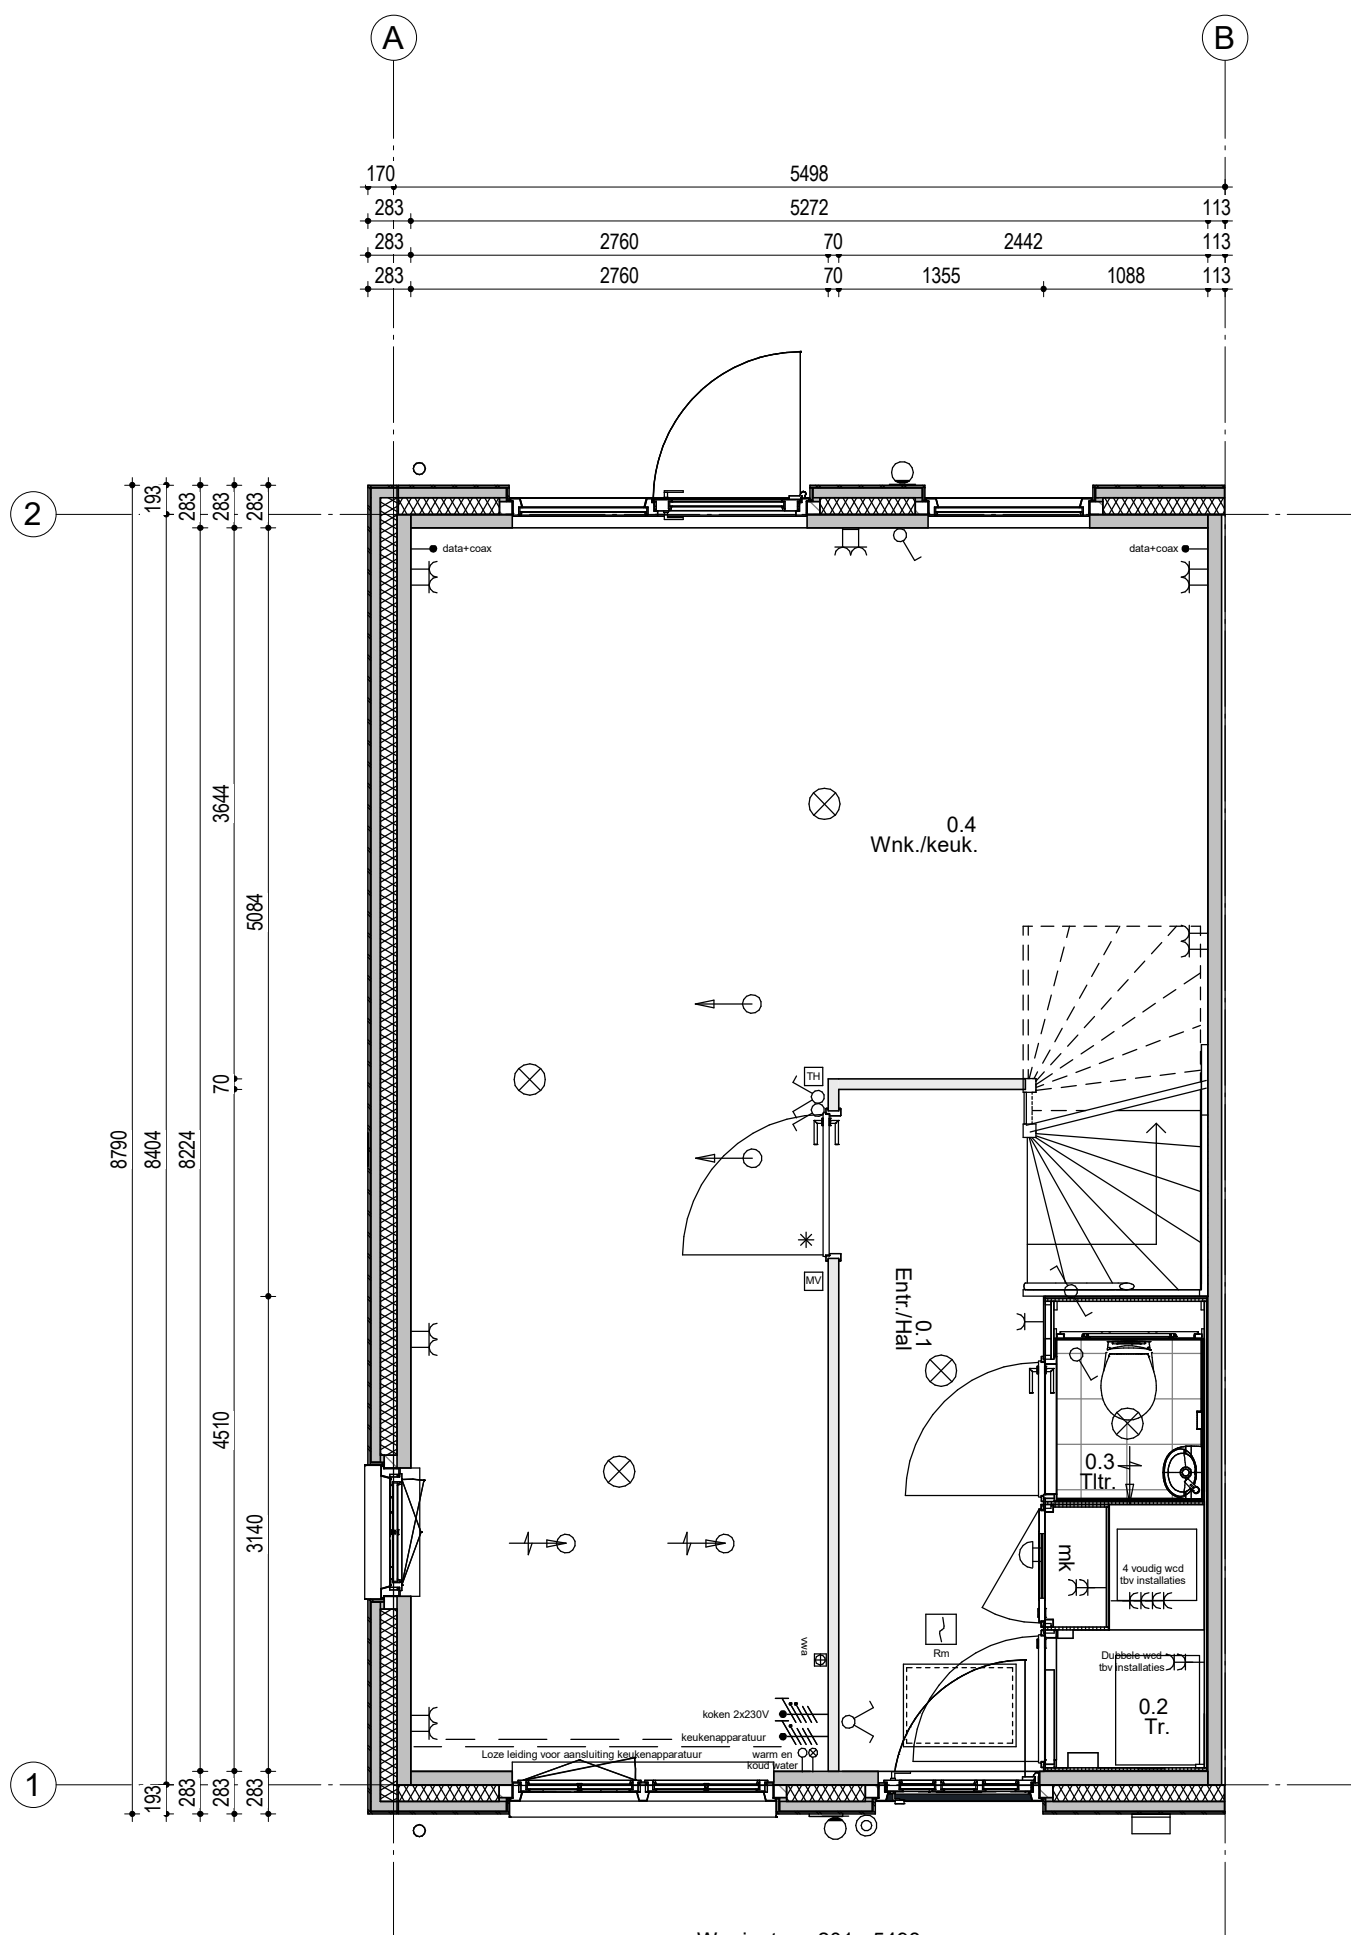 A
B
170
5498
283
5272
113
283
2760
70
2442
113
283
2760
70
1355
1088
113
2
193
283
283
283
data+coax
data+coax
3644
0.4
Wnk./keuk.
5084
70
TH
8790
8404
8224
MV
0.1
Entr./Hal
4510
0.3
Tltr.
3140
mk
4 voudig wcd
tbv installaties
Rm
vwa
Dubbele wcd
tbv installaties
0.2
Tr.
koken 2x230V
keukenapparatuur
Loze leiding voor aansluiting keukenapparatuur
warm en
koud water
1
193
283
283
283